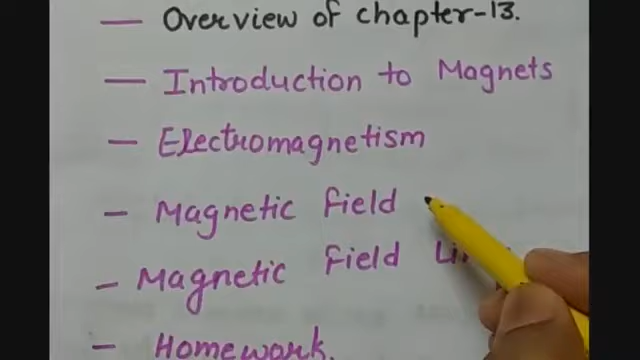 — Overview of chapter-13.
— Introduction to Magnets
— Electromagnetism
— Magnetic field
— Magnetic field
— Homework.